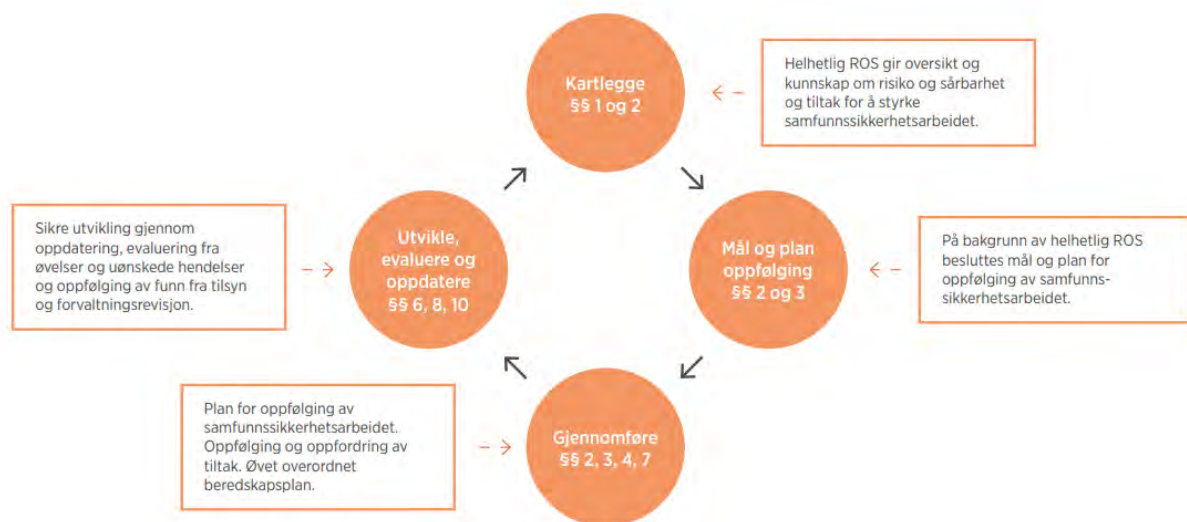 Kartlegge
§§ 1 og 2
Helhetlig ROS gir oversikt og
kunnskap om risiko og sårbarhet
og tiltak for å styrke
samfunnssikkerhetsarbeidet.
Mål og plan
oppfølging
§§ 2 og 3
På bakgrunn av helhetlig ROS
besluttes mål og plan for
oppfølging av samfunns-
sikkerhetsarbeidet.
Gjennomføre
§§ 2, 3, 4, 7
Plan for oppfølging av
samfunnssikkerhetsarbeidet.
Oppfølging og oppfordring av
tiltak. Øvet overordnet
beredskapsplan.
Utvikle,
evaluere og
oppdatere
§§ 6, 8, 10
Sikre utvikling gjennom
oppdatering, evaluering fra
øvelser og uønskede hendelser
og oppfølging av funn fra tilsyn
og forvaltningsrevisjon.